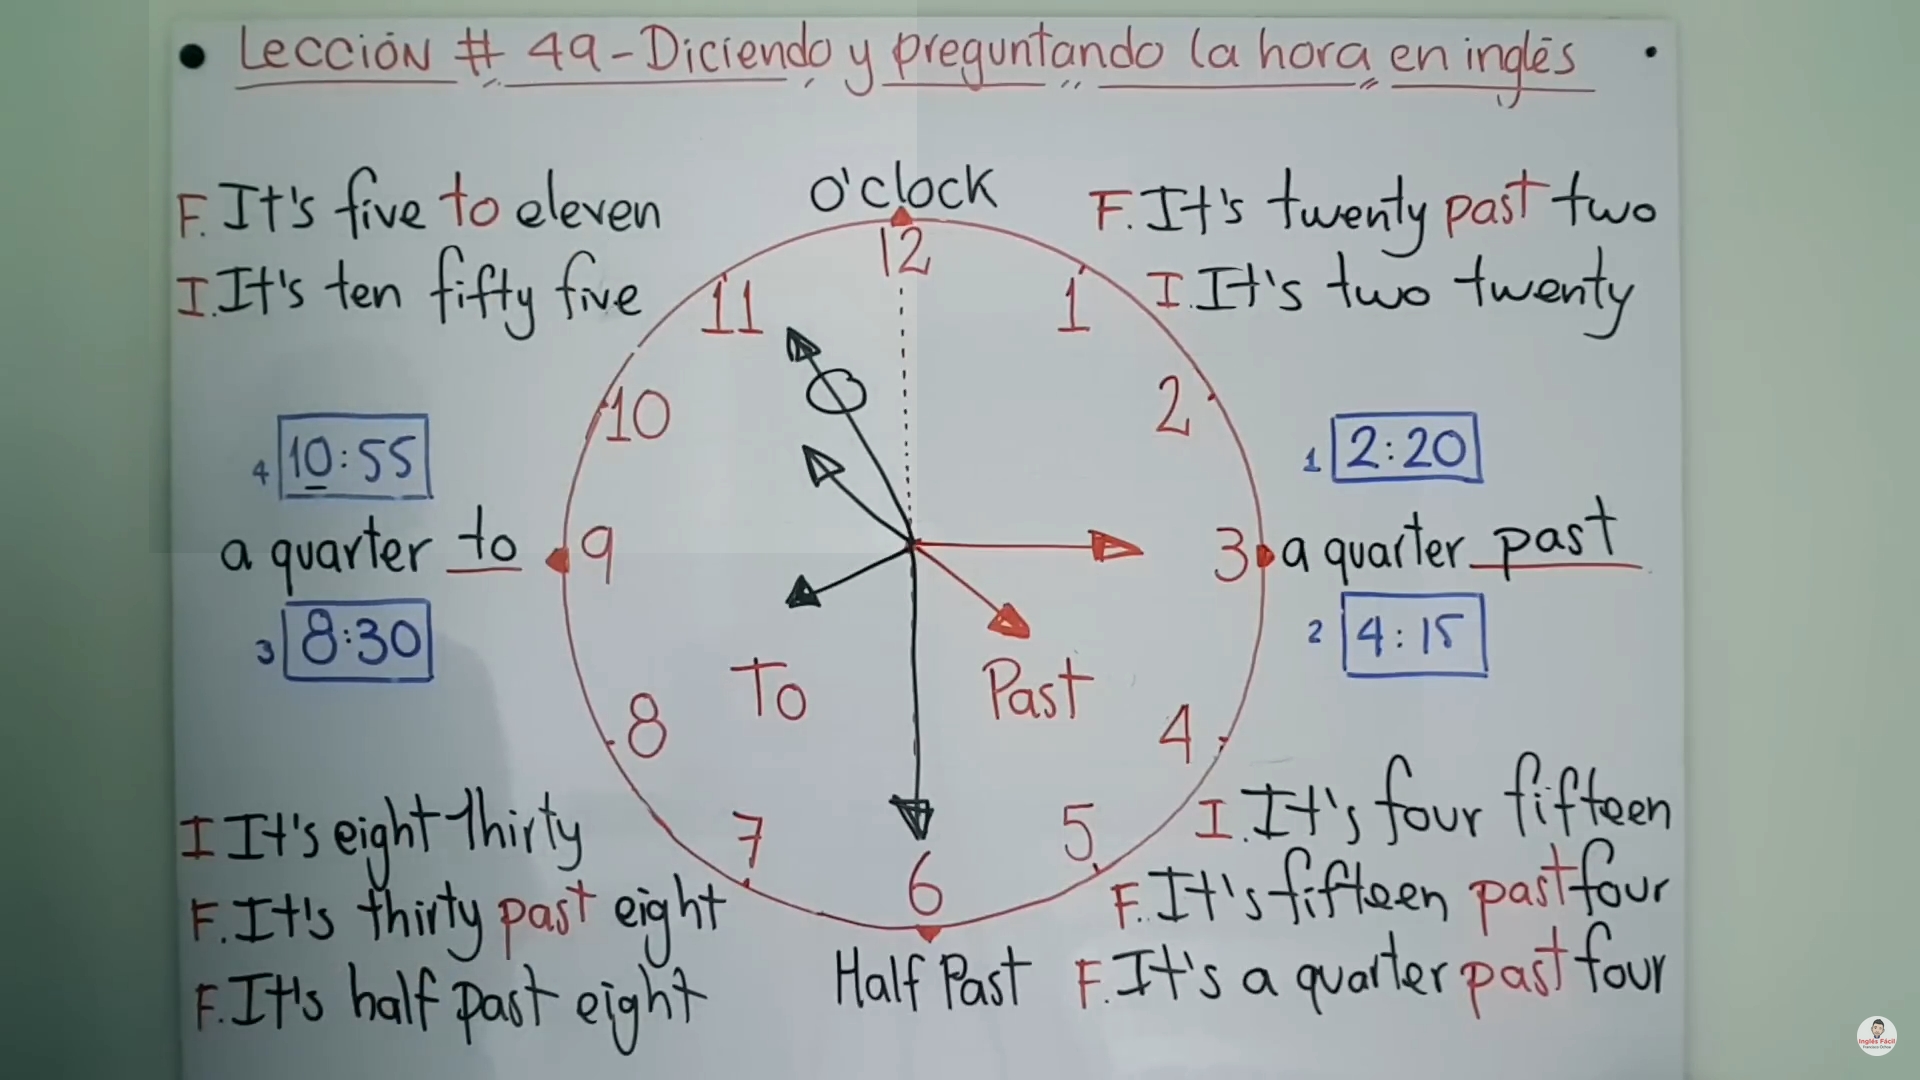 • Lección # 49 - Diciendo y preguntando la hora en inglés •
F. It's five to eleven
I. It's ten fifty five
4 10:55
a quarter to
3 8:30
I It's eight thirty
F. It's thirty past eight
F. It's half past eight
o'clock
12
11
1
10
2
9
3
8
4
7
5
6
To
Past
Half Past
F. It's twenty past two
I. It's two twenty
1 2:20
a quarter past
2 4:15
I. It's four fifteen
F. It's fifteen past four
F. It's a quarter past four
Inglés Fácil
Francisco Ochoa